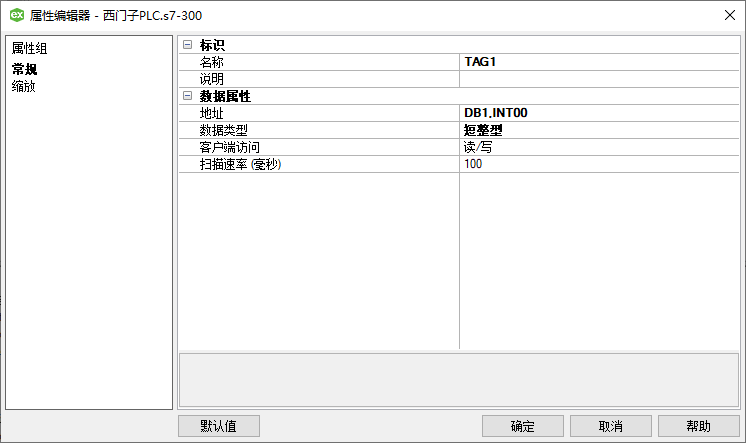 ex 属性编辑器 - 西门子PLC.s7-300
属性组
常规
缩放
标识
名称 TAG1
说明
数据属性
地址 DB1,INT00
数据类型 短整型
客户端访问 读/写
扫描速率 (毫秒) 100
默认值 确定 取消 帮助